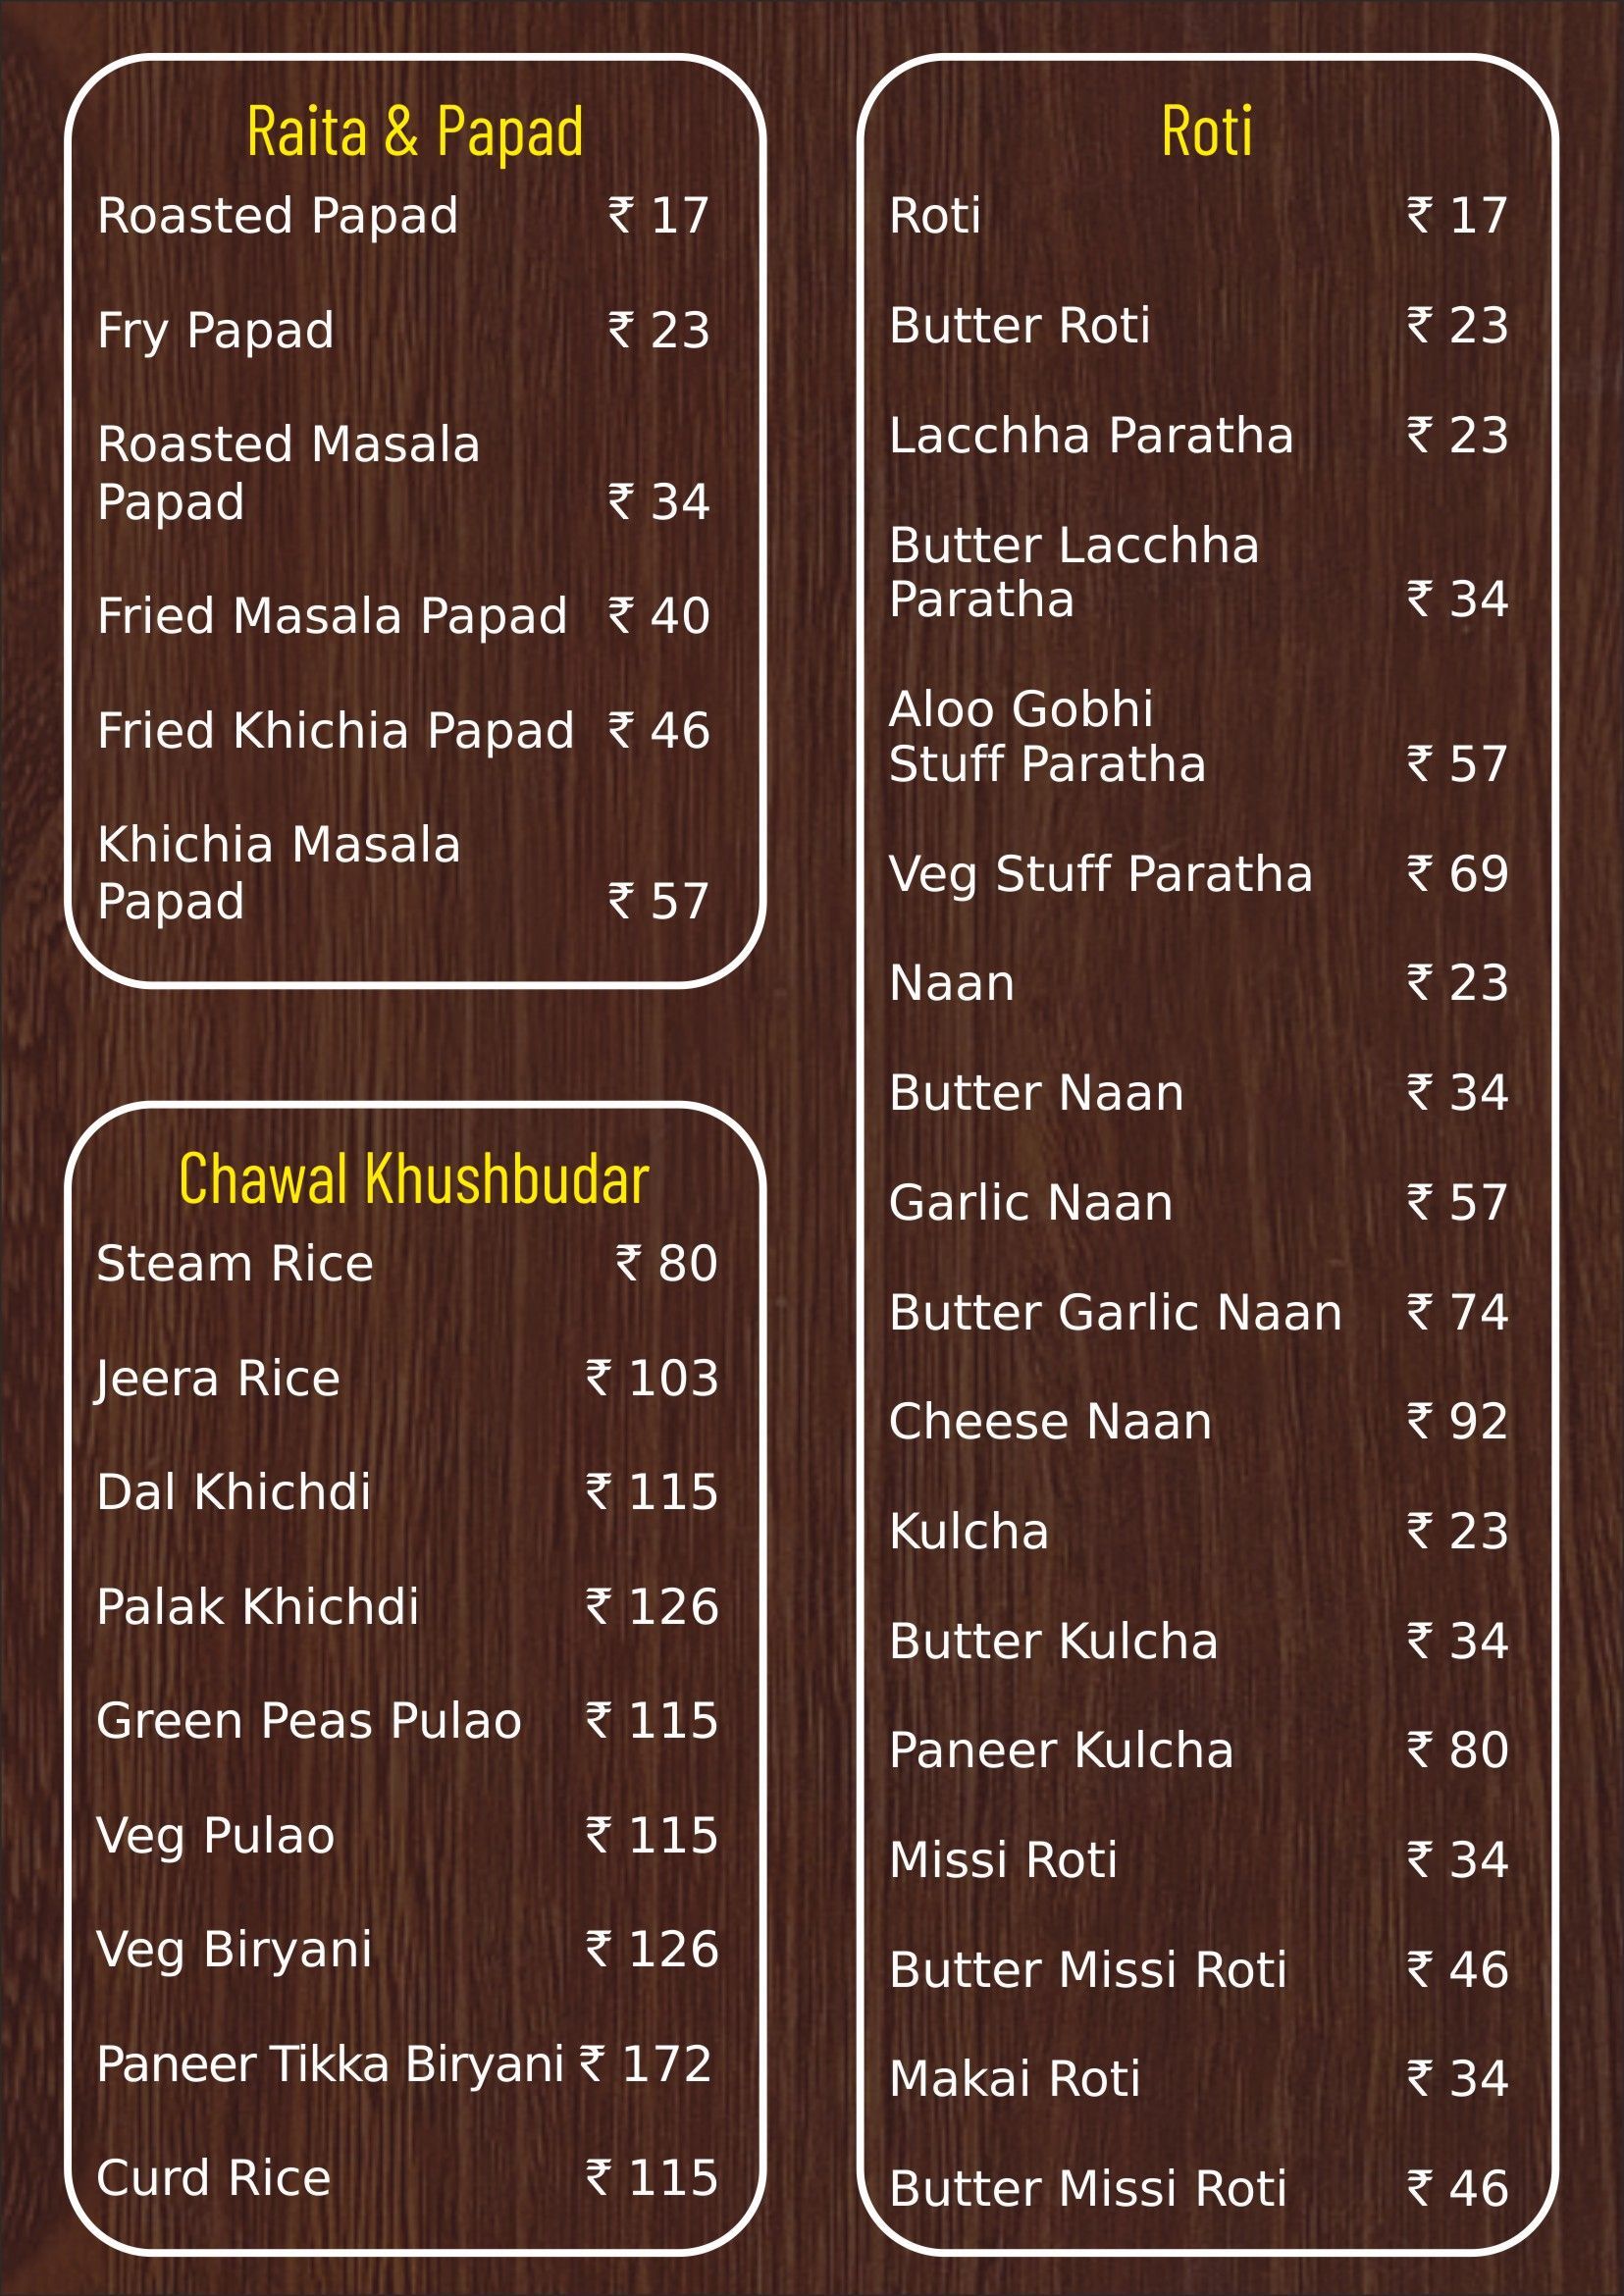 Raita & Papad
Roasted Papad ₹ 17
Fry Papad ₹ 23
Roasted Masala
Papad ₹ 34
Fried Masala Papad ₹ 40
Fried Khichia Papad ₹ 46
Khichia Masala
Papad ₹ 57
Chawal Khushbudar
Steam Rice ₹ 80
Jeera Rice ₹ 103
Dal Khichdi ₹ 115
Palak Khichdi ₹ 126
Green Peas Pulao ₹ 115
Veg Pulao ₹ 115
Veg Biryani ₹ 126
Paneer Tikka Biryani ₹ 172
Curd Rice ₹ 115
Roti
Roti ₹ 17
Butter Roti ₹ 23
Lacchha Paratha ₹ 23
Butter Lacchha
Paratha ₹ 34
Aloo Gobhi
Stuff Paratha ₹ 57
Veg Stuff Paratha ₹ 69
Naan ₹ 23
Butter Naan ₹ 34
Garlic Naan ₹ 57
Butter Garlic Naan ₹ 74
Cheese Naan ₹ 92
Kulcha ₹ 23
Butter Kulcha ₹ 34
Paneer Kulcha ₹ 80
Missi Roti ₹ 34
Butter Missi Roti ₹ 46
Makai Roti ₹ 34
Butter Missi Roti ₹ 46